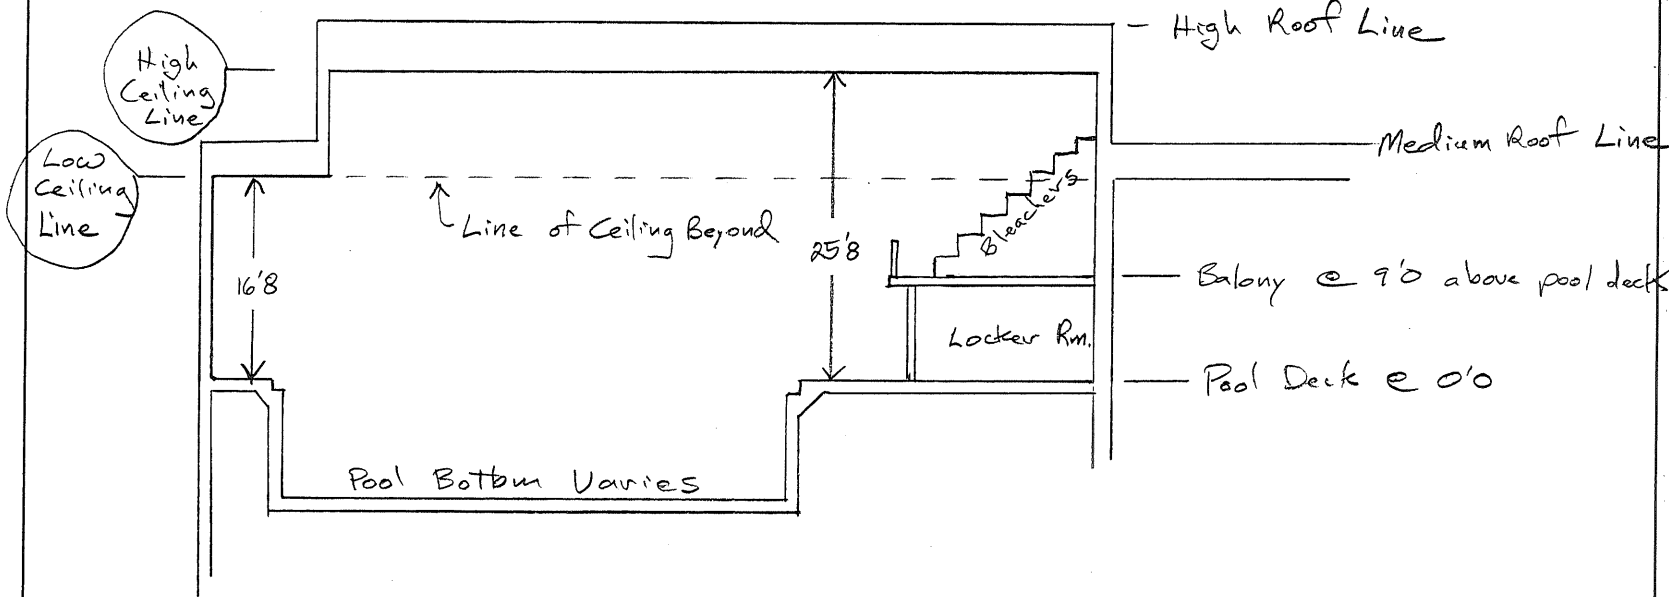 High Roof Line
High
Ceiling
Line
Medium Roof Line
Low
Ceiling
Line
Line of Ceiling Beyond
Bleachers
25'8
16'8
Balony @ 9'0 above pool deck
Locker Rm.
Pool Deck @ 0'0
Pool Bottom Varies